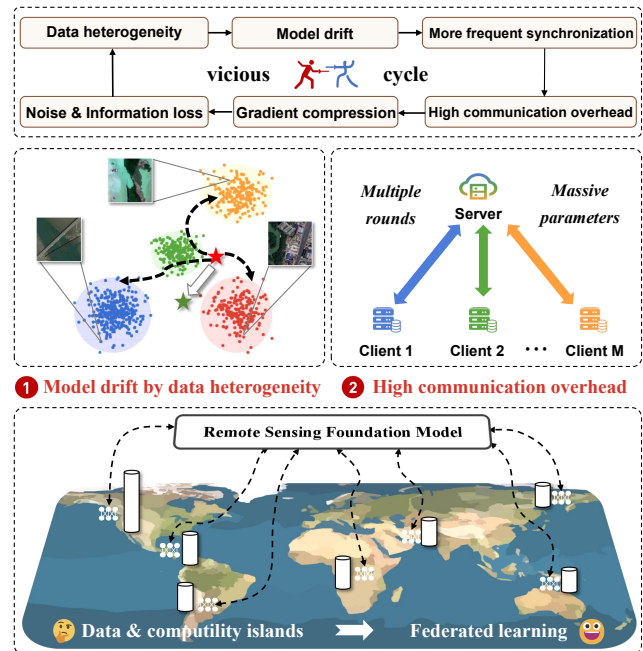 Data heterogeneity
Model drift
More frequent synchronization
vicious cycle
Noise & Information loss
Gradient compression
High communication overhead
Multiple rounds
Server
Massive parameters
Client 1
Client 2
...
Client M
1 Model drift by data heterogeneity
2 High communication overhead
Remote Sensing Foundation Model
Data & computility islands
Federated learning